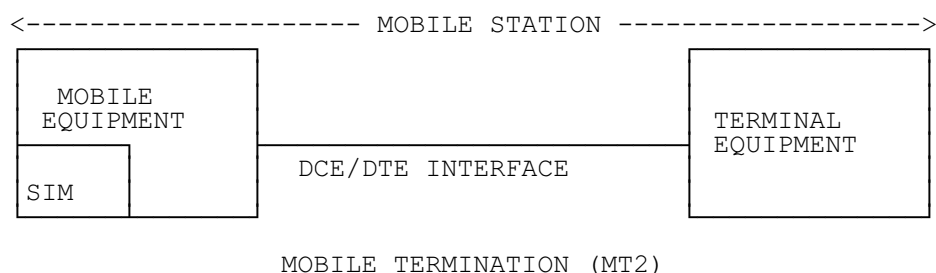 <--------------------- MOBILE STATION ------------------->
MOBILE
EQUIPMENT
TERMINAL
EQUIPMENT
DCE/DTE INTERFACE
SIM
MOBILE TERMINATION (MT2)